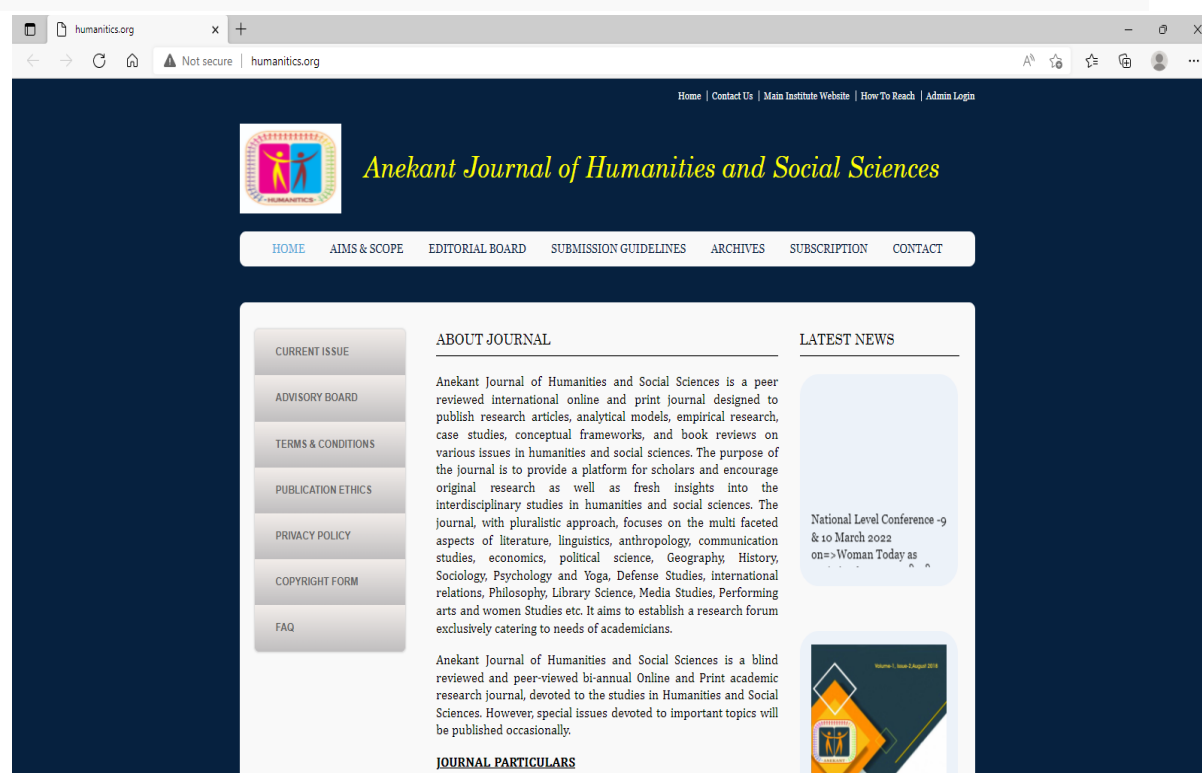 humanitics.org
Not secure
humanitics.org
Home | Contact Us | Main Institute Website | How To Reach | Admin Login
HUMANITICS
Anekant Journal of Humanities and Social Sciences
HOME AIMS & SCOPE EDITORIAL BOARD SUBMISSION GUIDELINES ARCHIVES SUBSCRIPTION CONTACT
CURRENT ISSUE
ADVISORY BOARD
TERMS & CONDITIONS
PUBLICATION ETHICS
PRIVACY POLICY
COPYRIGHT FORM
FAQ
ABOUT JOURNAL
Anekant Journal of Humanities and Social Sciences is a peer
reviewed international online and print journal designed to
publish research articles, analytical models, empirical research,
case studies, conceptual frameworks, and book reviews on
various issues in humanities and social sciences. The purpose of
the journal is to provide a platform for scholars and encourage
original research as well as fresh insights into the
interdisciplinary studies in humanities and social sciences. The
journal, with pluralistic approach, focuses on the multi faceted
aspects of literature, linguistics, anthropology, communication
studies, economics, political science, Geography, History,
Sociology, Psychology and Yoga, Defense Studies, international
relations, Philosophy, Library Science, Media Studies, Performing
arts and women Studies etc. It aims to establish a research forum
exclusively catering to needs of academicians.
Anekant Journal of Humanities and Social Sciences is a blind
reviewed and peer-viewed bi-annual Online and Print academic
research journal, devoted to the studies in Humanities and Social
Sciences. However, special issues devoted to important topics will
be published occasionally.
JOURNAL PARTICULARS
LATEST NEWS
National Level Conference -9
& 10 March 2022
on=>Woman Today as
Volume-1, Issue-2,August 2018